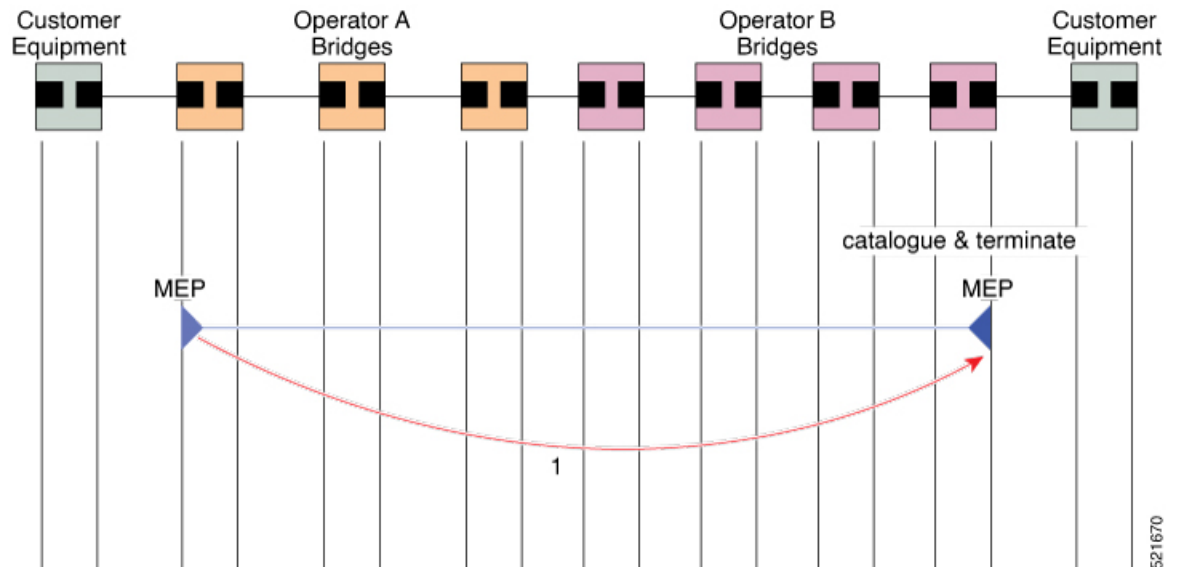 Customer
Equipment
Operator A
Bridges
Operator B
Bridges
Customer
Equipment
catalogue & terminate
MEP
MEP
1
521670